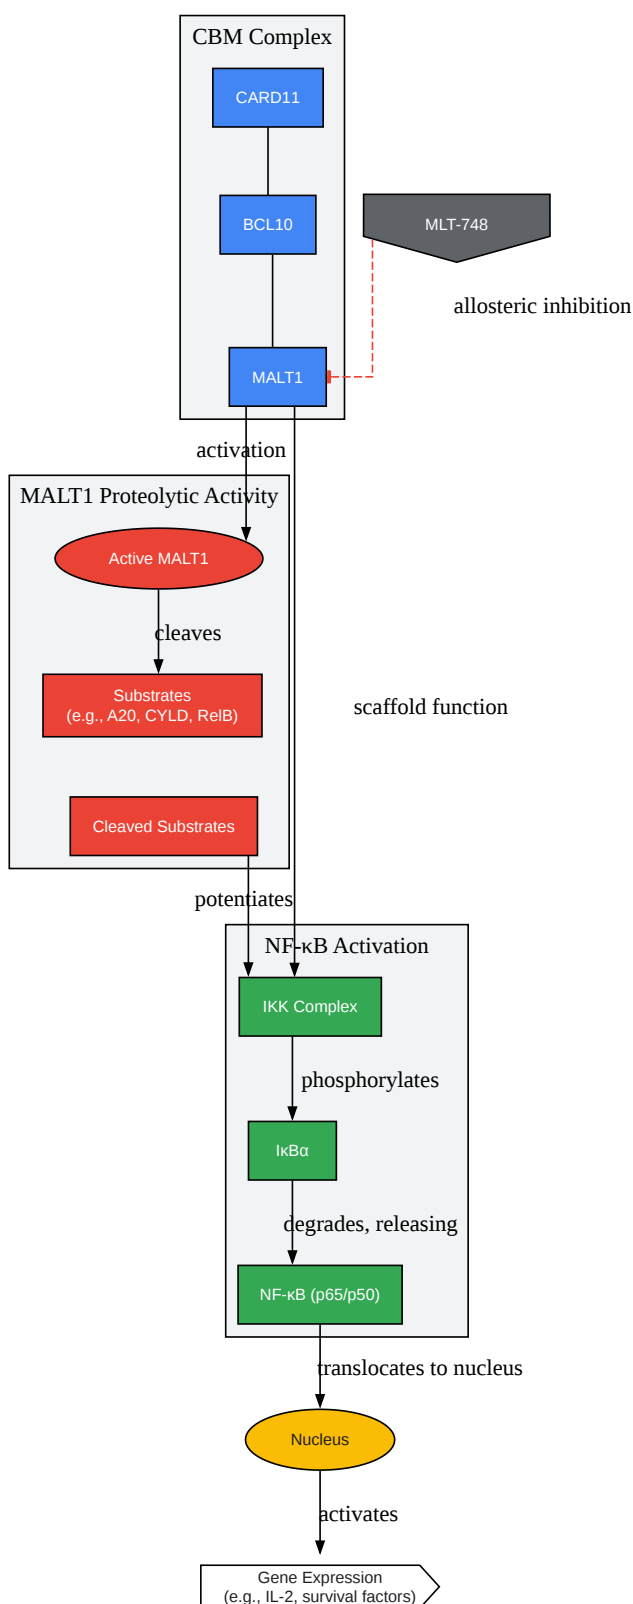 CBM Complex
CARD11
BCL10
MLT-748
allosteric inhibition
MALT1
activation
MALT1 Proteolytic Activity
Active MALT1
cleaves
Substrates
(e.g., A20, CYLD, RelB)
scaffold function
Cleaved Substrates
potentiates
NF-κB Activation
IKK Complex
phosphorylates
IκBα
degrades, releasing
NF-κB (p65/p50)
translocates to nucleus
Nucleus
activates
Gene Expression
(e.g., IL-2, survival factors)